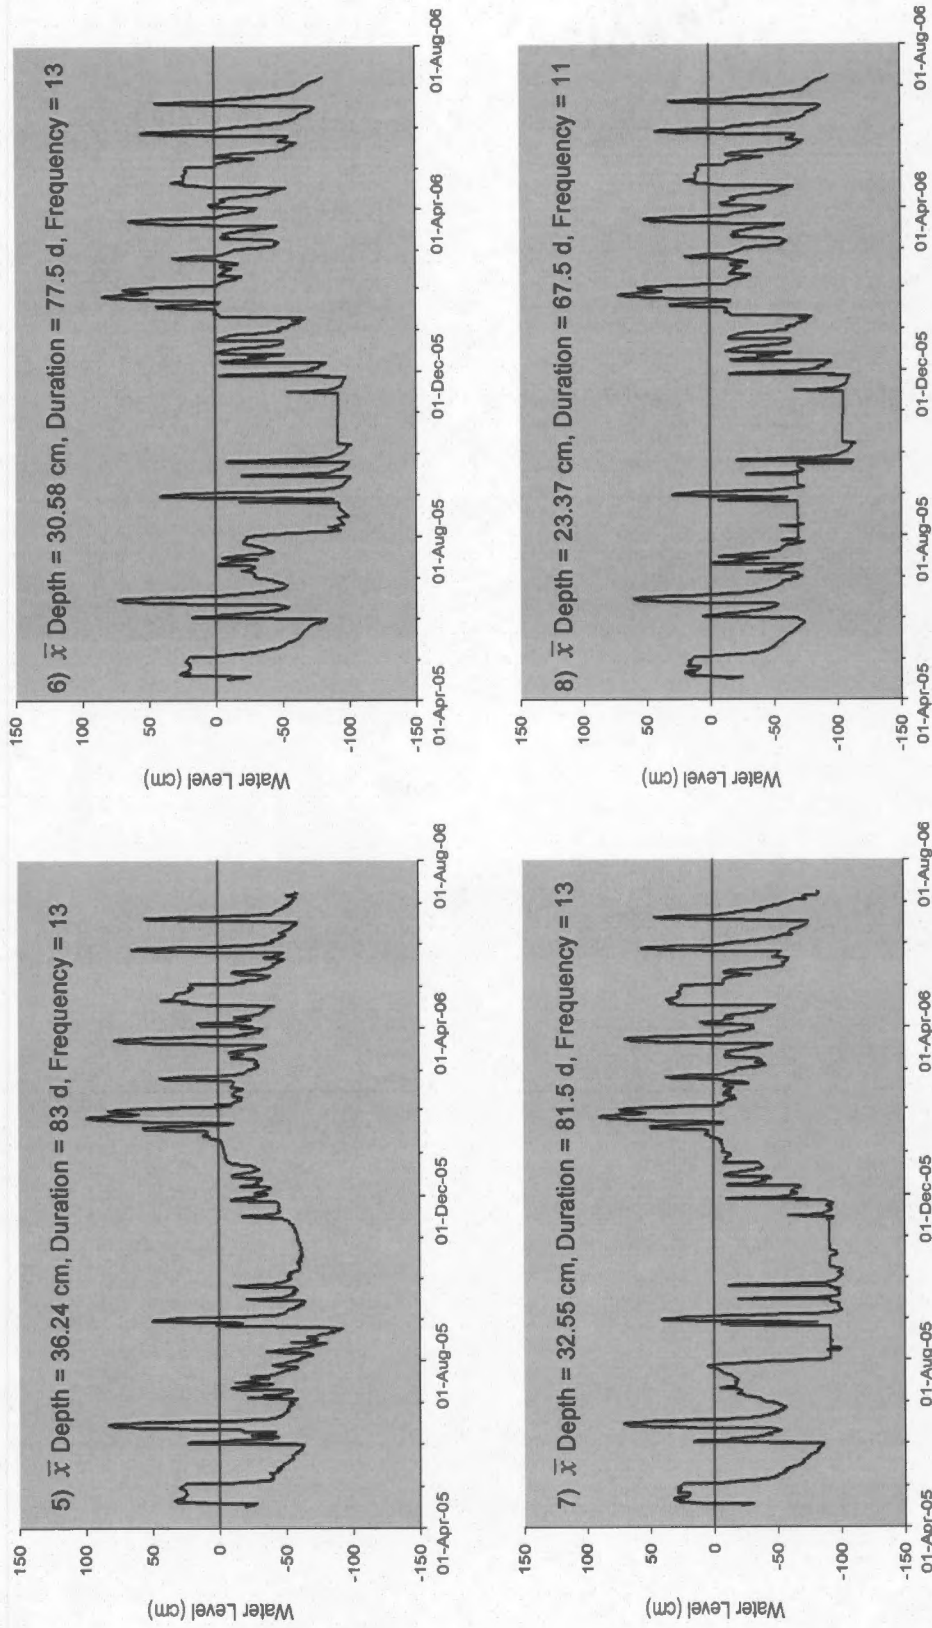 5) x̄ Depth = 36.24 cm, Duration = 83 d, Frequency = 13
Water Level (cm)
150
100
50
0
-50
-100
-150
01-Apr-05
01-Aug-05
01-Dec-05
01-Apr-06
01-Aug-06
6) x̄ Depth = 30.58 cm, Duration = 77.5 d, Frequency = 13
Water Level (cm)
150
100
50
0
-50
-100
-150
01-Apr-05
01-Aug-05
01-Dec-05
01-Apr-06
01-Aug-06
7) x̄ Depth = 32.55 cm, Duration = 81.5 d, Frequency = 13
Water Level (cm)
150
100
50
0
-50
-100
-150
01-Apr-05
01-Aug-05
01-Dec-05
01-Apr-06
01-Aug-06
8) x̄ Depth = 23.37 cm, Duration = 67.5 d, Frequency = 11
Water Level (cm)
150
100
50
0
-50
-100
-150
01-Apr-05
01-Aug-05
01-Dec-05
01-Apr-06
01-Aug-06